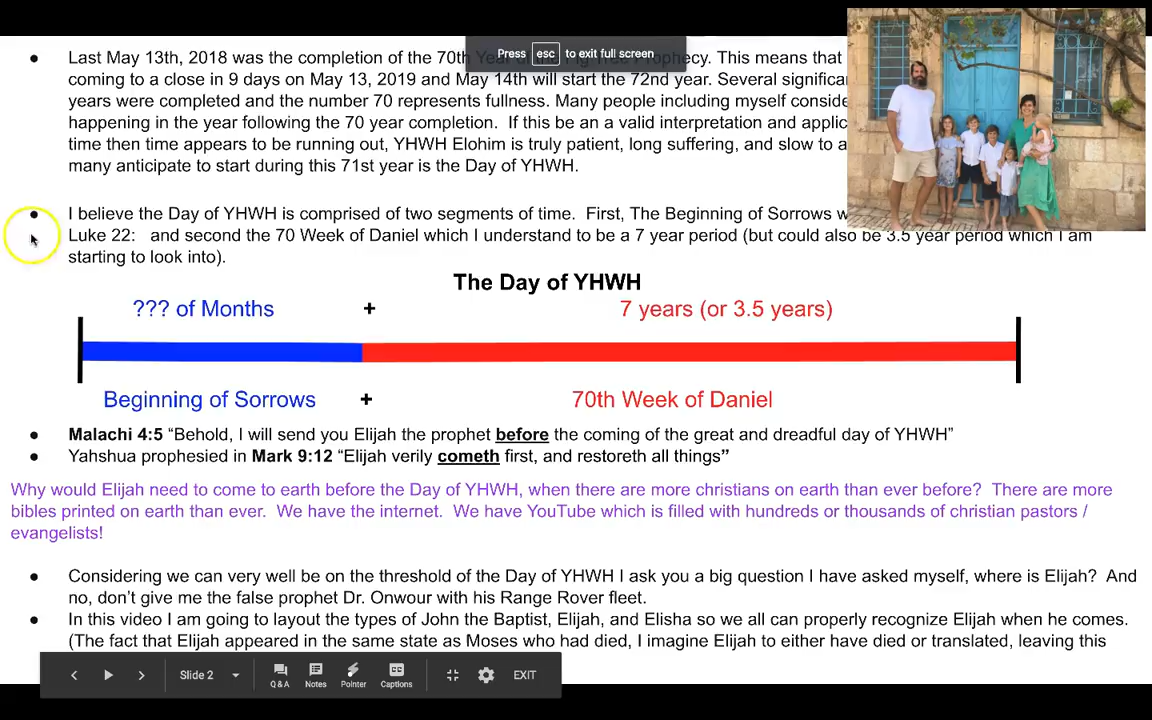 Last May 13th, 2018 was the completion of the 70th Year of Prophecy. This means that
Press esc to exit full screen
coming to a close in 9 days on May 13, 2019 and May 14th will start the 72nd year. Several
years were completed and the number 70 represents fullness. Many people including myself
happening in the year following the 70 year completion. If this be an a valid interpretation and
time then time appears to be running out, YHWH Elohim is truly patient, long suffering, and slow to
many anticipate to start during this 71st year is the Day of YHWH.
I believe the Day of YHWH is comprised of two segments of time. First, The Beginning of Sorrows
Luke 22: and second the 70 Week of Daniel which I understand to be a 7 year period (but could also be 3.5 year period which I am
starting to look into).
The Day of YHWH
??? of Months + 7 years (or 3.5 years)
Beginning of Sorrows + 70th Week of Daniel
Malachi 4:5 “Behold, I will send you Elijah the prophet before the coming of the great and dreadful day of YHWH”
Yahshua prophesied in Mark 9:12 “Elijah verily cometh first, and restoreth all things”
Why would Elijah need to come to earth before the Day of YHWH, when there are more christians on earth than ever before? There are more
bibles printed on earth than ever. We have the internet. We have YouTube which is filled with hundreds or thousands of christian pastors /
evangelists!
Considering we can very well be on the threshold of the Day of YHWH I ask you a big question I have asked myself, where is Elijah? And
no, don’t give me the false prophet Dr. Onwour with his Range Rover fleet.
In this video I am going to layout the types of John the Baptist, Elijah, and Elisha so we all can properly recognize Elijah when he comes.
(The fact that Elijah appeared in the same state as Moses who had died, I imagine Elijah to either have died or translated, leaving this
Slide 2 Q&A Notes Pointer Captions EXIT